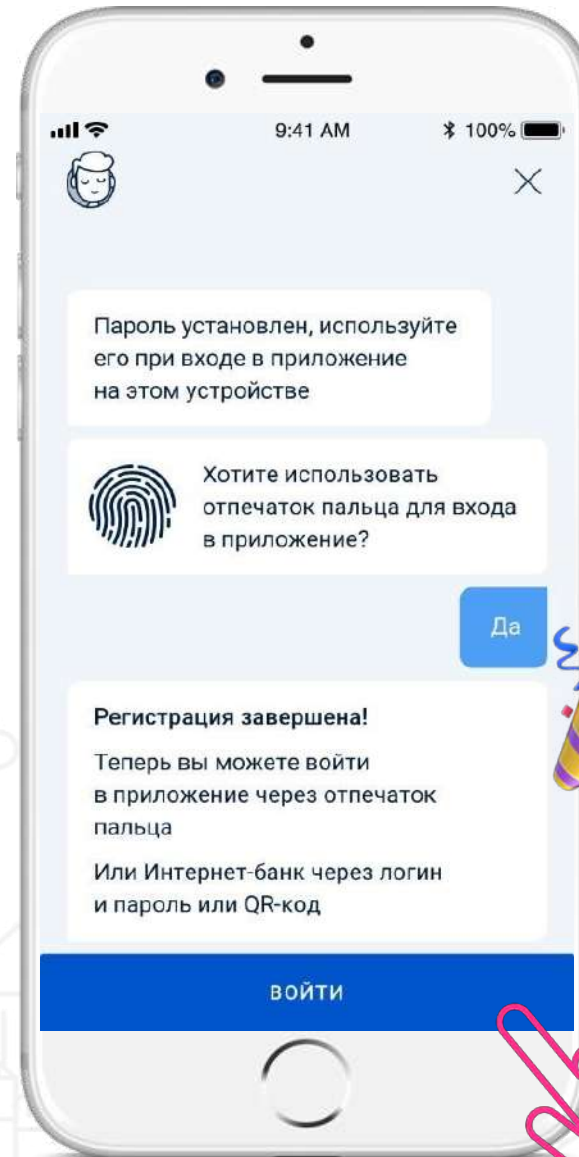 9:41 AM
100%
Пароль установлен, используйте
его при входе в приложение
на этом устройстве
Хотите использовать
отпечаток пальца для входа
в приложение?
Да
Регистрация завершена!
Теперь вы можете войти
в приложение через отпечаток
пальца
Или Интернет-банк через логин
и пароль или QR-код
ВОЙТИ